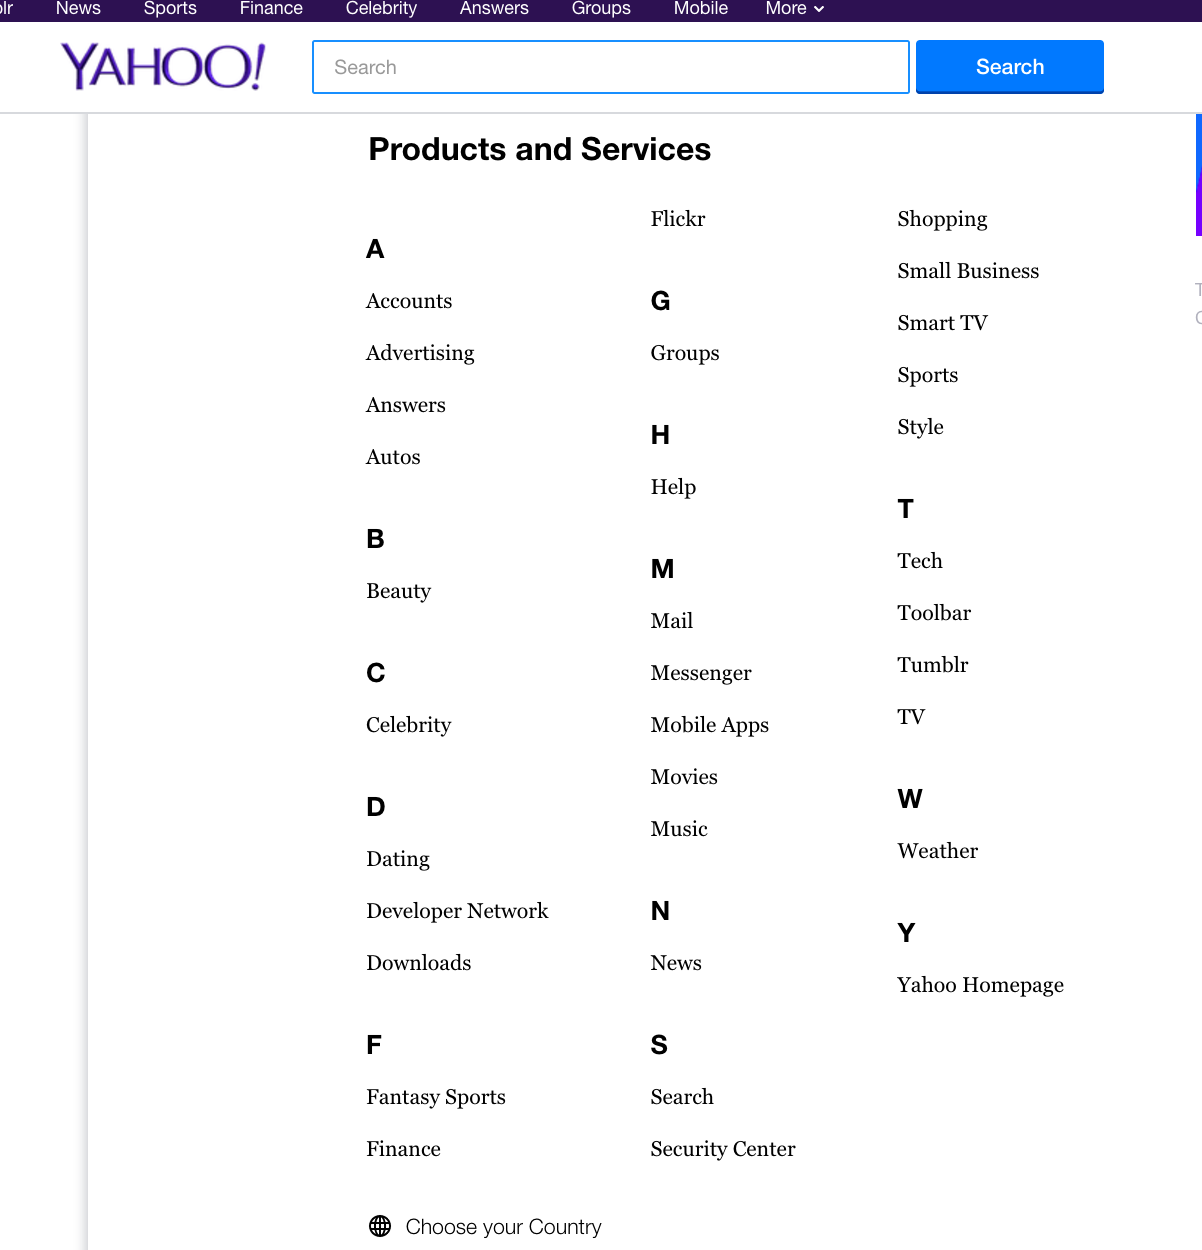 News Sports Finance Celebrity Answers Groups Mobile More
YAHOO!
Search
Search
Products and Services
A
Accounts
Advertising
Answers
Autos
B
Beauty
C
Celebrity
D
Dating
Developer Network
Downloads
F
Fantasy Sports
Finance
Flickr
G
Groups
H
Help
M
Mail
Messenger
Mobile Apps
Movies
Music
N
News
S
Search
Security Center
Shopping
Small Business
Smart TV
Sports
Style
T
Tech
Toolbar
Tumblr
TV
W
Weather
Y
Yahoo Homepage
Choose your Country